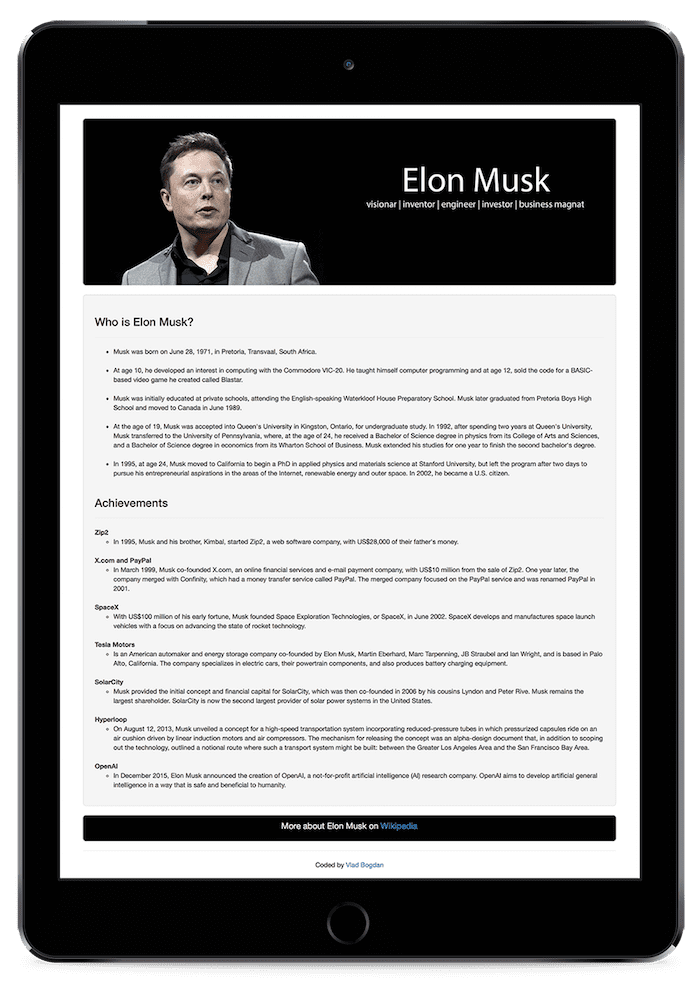 Elon Musk
visionar | inventor | engineer | investor | business magnat
Who is Elon Musk?
Musk was born on June 28, 1971, in Pretoria, Transvaal, South Africa.
At age 10, he developed an interest in computing with the Commodore VIC-20. He taught himself computer programming and at age 12, sold the code for a BASIC-
based video game he created called Blastar.
Musk was initially educated at private schools, attending the English-speaking Waterkloof House Preparatory School. Musk later graduated from Pretoria Boys High
School and moved to Canada in June 1989.
At the age of 19, Musk was accepted into Queen's University in Kingston, Ontario, for undergraduate study. In 1992, after spending two years at Queen's University,
Musk transferred to the University of Pennsylvania, where, at the age of 24, he received a Bachelor of Science degree in physics from its College of Arts and Sciences,
and a Bachelor of Science degree in economics from its Wharton School of Business. Musk extended his studies for one year to finish the second bachelor's degree.
In 1995, at age 24, Musk moved to California to begin a PhD in applied physics and materials science at Stanford University, but left the program after two days to
pursue his entrepreneurial aspirations in the areas of the Internet, renewable energy and outer space. In 2002, he became a U.S. citizen.
Achievements
Zip2
In 1995, Musk and his brother, Kimbal, started Zip2, a web software company, with US$28,000 of their father's money.
X.com and PayPal
In March 1999, Musk co-founded X.com, an online financial services and e-mail payment company, with US$10 million from the sale of Zip2. One year later, the
company merged with Confinity, which had a money transfer service called PayPal. The merged company focused on the PayPal service and was renamed PayPal in
2001.
SpaceX
With US$100 million of his early fortune, Musk founded Space Exploration Technologies, or SpaceX, in June 2002. SpaceX develops and manufactures space launch
vehicles with a focus on advancing the state of rocket technology.
Tesla Motors
Is an American automaker and energy storage company co-founded by Elon Musk, Martin Eberhard, Marc Tarpenning, JB Straubel and Ian Wright, and is based in Palo
Alto, California. The company specializes in electric cars, their powertrain components, and also produces battery charging equipment.
SolarCity
Musk provided the initial concept and financial capital for SolarCity, which was then co-founded in 2006 by his cousins Lyndon and Peter Rive. Musk remains the
largest shareholder. SolarCity is now the second largest provider of solar power systems in the United States.
Hyperloop
On August 12, 2013, Musk unveiled a concept for a high-speed transportation system incorporating reduced-pressure tubes in which pressurized capsules ride on an
air cushion driven by linear induction motors and air compressors. The mechanism for releasing the concept was an alpha-design document that, in addition to scoping
out the technology, outlined a notional route where such a transport system might be built: between the Greater Los Angeles Area and the San Francisco Bay Area.
OpenAI
In December 2015, Elon Musk announced the creation of OpenAI, a not-for-profit artificial intelligence (AI) research company. OpenAI aims to develop artificial general
intelligence in a way that is safe and beneficial to humanity.
More about Elon Musk on Wikipedia
Coded by Vlad Bogdan